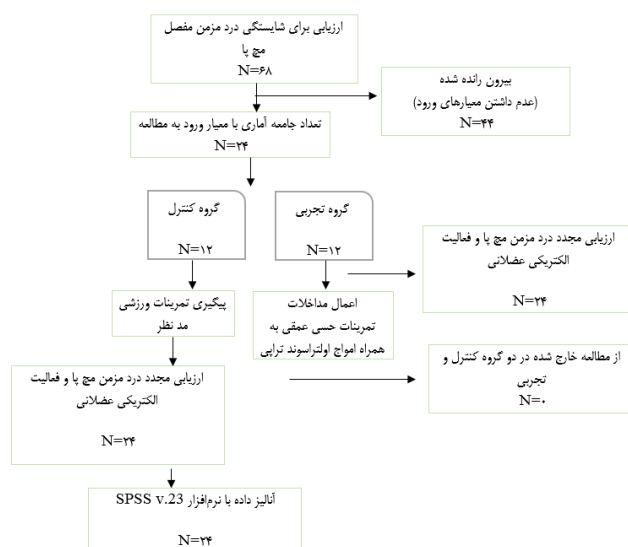 ارزیابی برای شایستگی درد مزمن مفصل
مچ پا
N=۶۸
بیرون رانده شده
(عدم داشتن معیارهای ورود)
N=۴۴
تعداد جامعه آماری با معیار ورود به مطالعه
N=۲۴
گروه تجربی
N=۱۲
گروه کنترل
N=۱۲
ارزیابی مجدد درد مزمن مچ پا و فعالیت
الکتریکی عضلانی
N=۲۴
اعمال مداخلات
تمرینات حسی عمقی به
همراه امواج اولتراسوند تراپی
پیگیری تمرینات ورزشی
مد نظر
از مطالعه خارج شده در دو گروه کنترل و
تجربی
N=۰
ارزیابی مجدد درد مزمن مچ پا و فعالیت
الکتریکی عضلانی
N=۲۴
آنالیز داده با نرم‌افزار SPSS v.23
N=۲۴